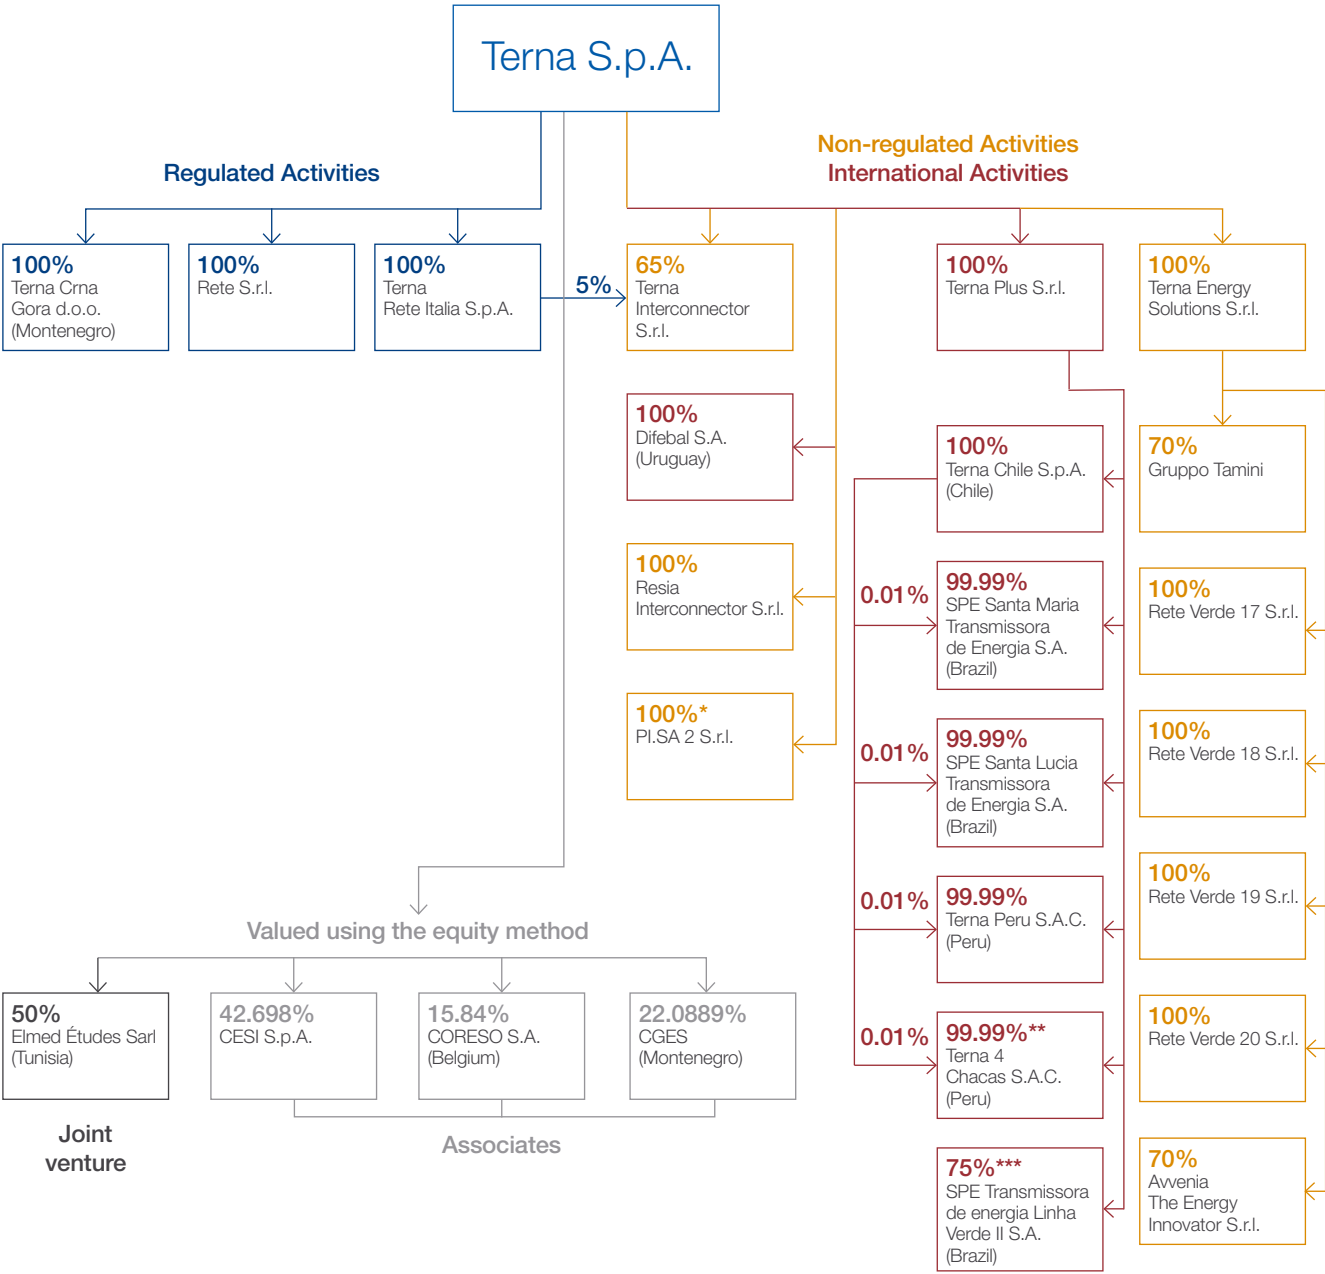 Terna S.p.A.
Regulated Activities
Non-regulated Activities
International Activities
100%
Terna Crna
Gora d.o.o.
(Montenegro)
100%
Rete S.r.l.
100%
Terna
Rete Italia S.p.A.
5%
65%
Terna
Interconnector
S.r.l.
100%
Terna Plus S.r.l.
100%
Terna Energy
Solutions S.r.l.
100%
Difebal S.A.
(Uruguay)
100%
Resia
Interconnector S.r.l.
100%*
PI.SA 2 S.r.l.
100%
Terna Chile S.p.A.
(Chile)
0.01%
99.99%
SPE Santa Maria
Transmissora
de Energia S.A.
(Brazil)
0.01%
99.99%
SPE Santa Lucia
Transmissora
de Energia S.A.
(Brazil)
0.01%
99.99%
Terna Peru S.A.C.
(Peru)
0.01%
99.99%**
Terna 4
Chacas S.A.C.
(Peru)
75%***
SPE Transmissora
de energia Linha
Verde II S.A.
(Brazil)
70%
Gruppo Tamini
100%
Rete Verde 17 S.r.l.
100%
Rete Verde 18 S.r.l.
100%
Rete Verde 19 S.r.l.
100%
Rete Verde 20 S.r.l.
70%
Avvenia
The Energy
Innovator S.r.l.
Valued using the equity method
50%
Elmed Études Sarl
(Tunisia)
42.698%
CESI S.p.A.
15.84%
CORESO S.A.
(Belgium)
22.0889%
CGES
(Montenegro)
Joint
venture
Associates